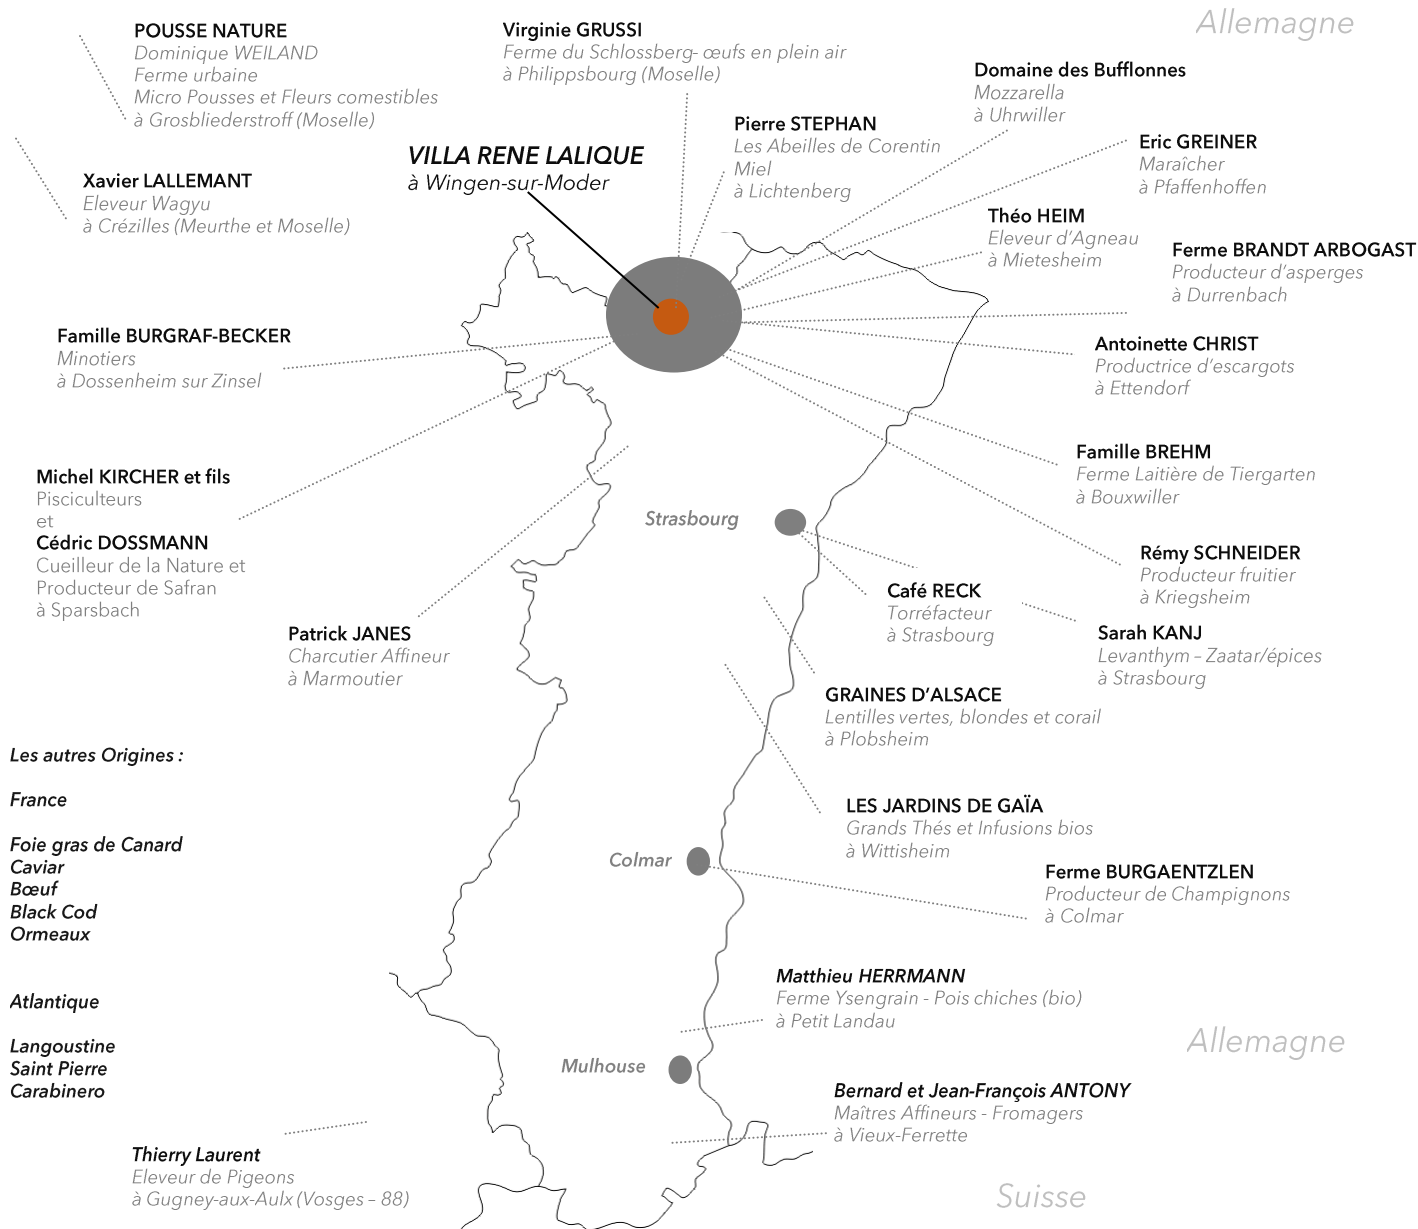 Allemagne
POUSSE NATURE
Dominique WEILAND
Ferme urbaine
Micro Pousses et Fleurs comestibles
à Grosbliederstroff (Moselle)
Virginie GRUSSI
Ferme du Schlossberg- œufs en plein air
à Philippsbourg (Moselle)
Domaine des Bufflonnes
Mozzarella
à Uhrwiller
Pierre STEPHAN
Les Abeilles de Corentin
Miel
à Lichtenberg
Eric GREINER
Maraîcher
à Pfaffenhoffen
VILLA RENE LALIQUE
à Wingen-sur-Moder
Xavier LALLEMANT
Eleveur Wagyu
à Crézilles (Meurthe et Moselle)
Théo HEIM
Eleveur d’Agneau
à Mietesheim
Ferme BRANDT ARBOGAST
Producteur d’asperges
à Durrenbach
Famille BURGRAF-BECKER
Minotiers
à Dossenheim sur Zinsel
Antoinette CHRIST
Productrice d’escargots
à Ettendorf
Famille BREHM
Ferme Laitière de Tiergarten
à Bouxwiller
Michel KIRCHER et fils
Pisciculteurs
et
Cédric DOSSMANN
Cueilleur de la Nature et
Producteur de Safran
à Sparsbach
Strasbourg
Rémy SCHNEIDER
Producteur fruitier
à Kriegsheim
Café RECK
Torréfacteur
à Strasbourg
Patrick JANES
Charcutier Affineur
à Marmoutier
Sarah KANJ
Levanthym – Zaatar/épices
à Strasbourg
GRAINES D’ALSACE
Lentilles vertes, blondes et corail
à Plobsheim
Les autres Origines :
France
Foie gras de Canard
Caviar
Bœuf
Black Cod
Ormeaux
Atlantique
Langoustine
Saint Pierre
Carabinero
LES JARDINS DE GAÏA
Grands Thés et Infusions bios
à Wittisheim
Colmar
Ferme BURGAENTZLEN
Producteur de Champignons
à Colmar
Matthieu HERRMANN
Ferme Ysengrain - Pois chiches (bio)
à Petit Landau
Allemagne
Mulhouse
Bernard et Jean-François ANTONY
Maîtres Affineurs - Fromagers
à Vieux-Ferrette
Thierry Laurent
Eleveur de Pigeons
à Gugney-aux-Aulx (Vosges – 88)
Suisse